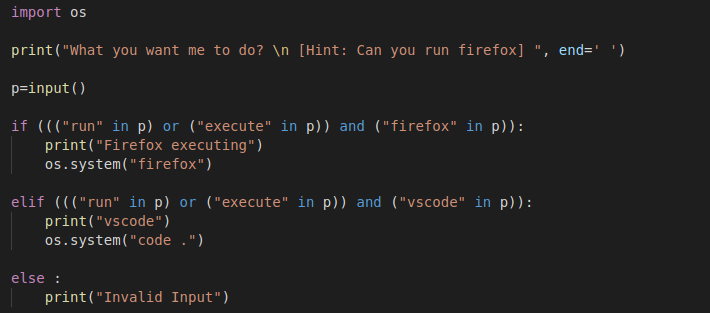 import os
print("What you want me to do? \n [Hint: Can you run firefox] ", end=' ')
p=input()
if ((("run" in p) or ("execute" in p)) and ("firefox" in p)):
print("Firefox executing")
os.system("firefox")
elif ((("run" in p) or ("execute" in p)) and ("vscode" in p)):
print("vscode")
os.system("code .")
else :
print("Invalid Input")